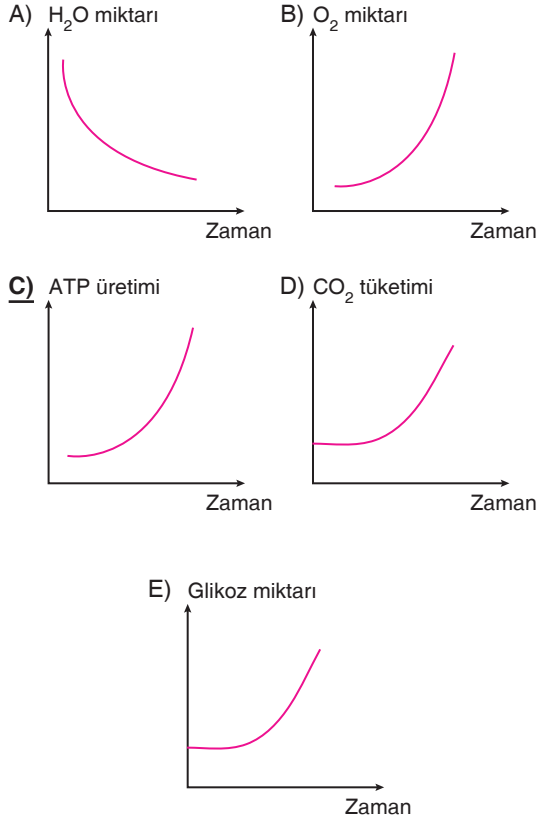 A) H₂O miktarı
Zaman
B) O₂ miktarı
Zaman
C) ATP üretimi
Zaman
D) CO₂ tüketimi
Zaman
E) Glikoz miktarı
Zaman